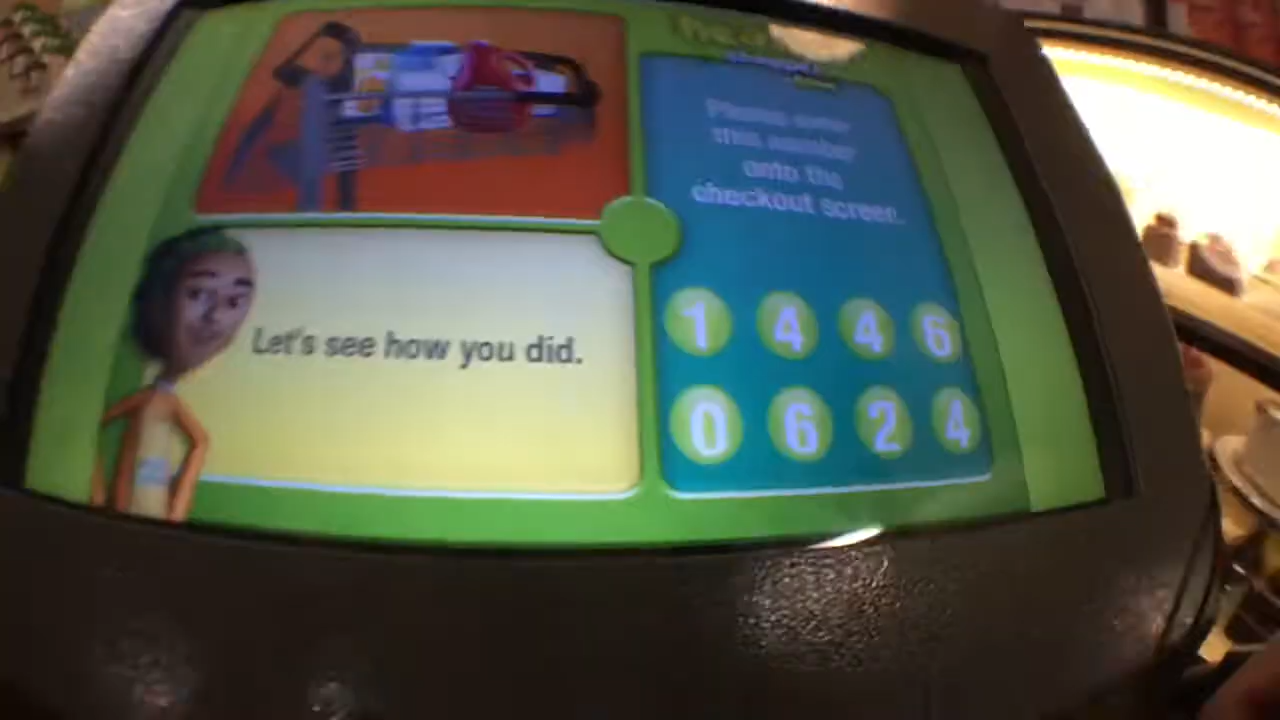 Let's see how you did.
Please enter
this number
onto the
checkout screen.
1 4 4 6
0 6 2 4